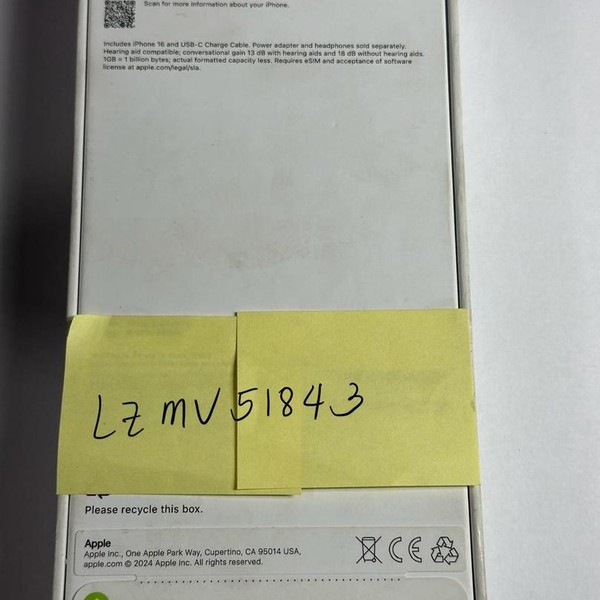 Scan for more information about your iPhone.
Includes iPhone 16 and USB-C Charge Cable. Power adapter and headphones sold separately.
Hearing aid compatible; conversational gain 13 dB with hearing aids and 18 dB without hearing aids.
1GB = 1 billion bytes; actual formatted capacity less. Requires eSIM and acceptance of software
license at apple.com/legal/sla.
LZmV51843
Please recycle this box.
Apple
Apple Inc., One Apple Park Way, Cupertino, CA 95014 USA,
apple.com © 2024 Apple Inc. All rights reserved.
CE